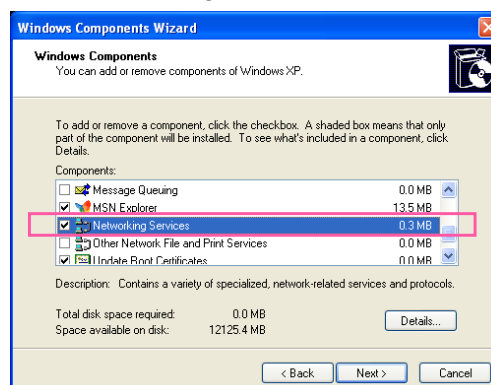 Windows Components Wizard
Windows Components
You can add or remove components of Windows XP.
To add or remove a component, click the checkbox. A shaded box means that only
part of the component will be installed. To see what's included in a component, click
Details.
Components:
Message Queuing 0.0 MB
MSN Explorer 13.5 MB
Networking Services 0.3 MB
Other Network File and Print Services 0.0 MB
Update Root Certificates 0.0 MB
Description: Contains a variety of specialized, network-related services and protocols.
Total disk space required: 0.0 MB
Space available on disk: 12125.4 MB
Details...
< Back Next > Cancel